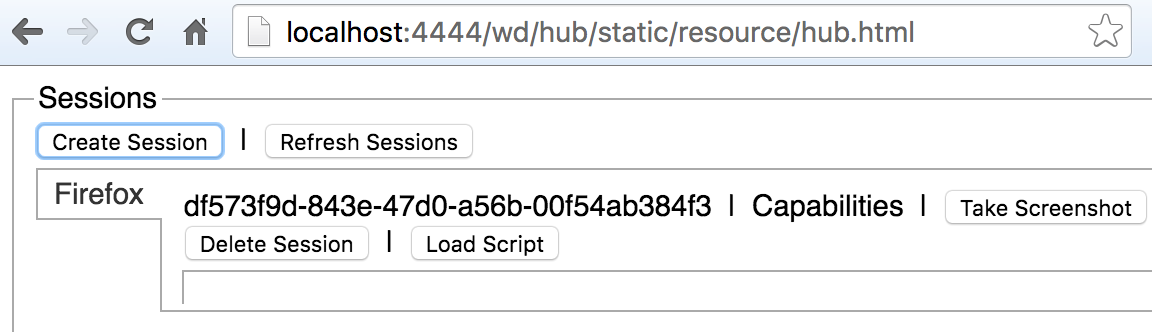 localhost:4444/wd/hub/static/resource/hub.html
Sessions
Create Session | Refresh Sessions
Firefox
df573f9d-843e-47d0-a56b-00f54ab384f3 | Capabilities | Take Screenshot
Delete Session | Load Script